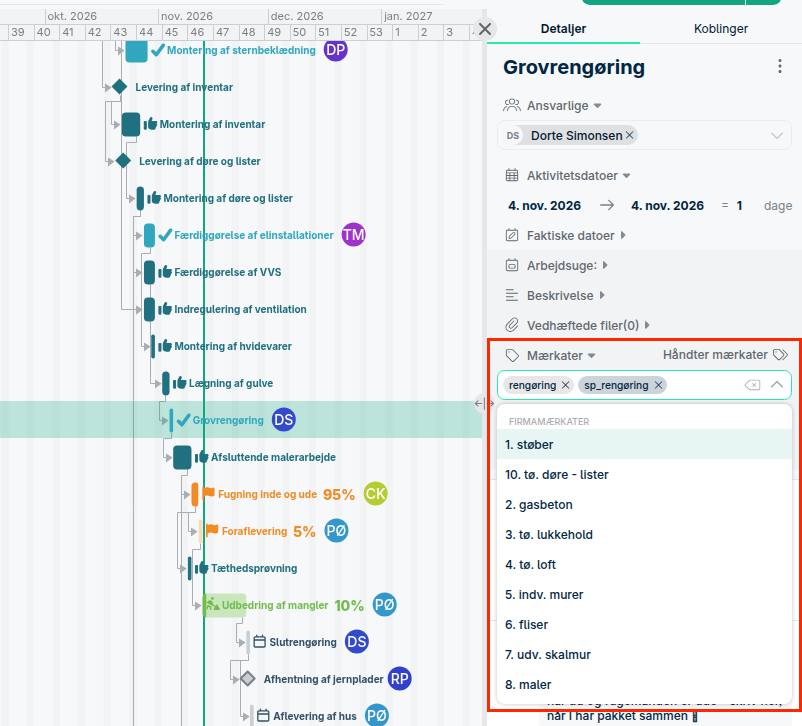 okt. 2026
nov. 2026
dec. 2026
jan. 2027
39
40
41
42
43
44
45
46
47
48
49
50
51
52
53
1
2
3
Montering af sternbeklædning DP
Levering af inventar
Montering af inventar
Levering af døre og lister
Montering af døre og lister
Færdiggørelse af elinstallationer TM
Færdiggørelse af VVS
Indregulering af ventilation
Montering af hvidevarer
Lægning af gulve
Grovrengøring DS
Afsluttende malerarbejde
Fugning inde og ude 95% CK
Foraflevering 5% PØ
Tæthedsprøvning
Udbedring af mangler 10% PØ
Slutrengøring DS
Afhentning af jernplader RP
Aflevering af hus PØ
Detaljer
Koblinger
Grovrengøring
Ansvarlige
DS Dorte Simonsen
Aktivitetsdatoer
4. nov. 2026 → 4. nov. 2026 = 1 dage
Faktiske datoer
Arbejdsuge:
Beskrivelse
Vedhæftede filer(0)
Mærkater
Håndter mærkater
rengøring
sp_rengøring
FIRMAMÆRKATER
1. støber
10. tø. døre - lister
2. gasbeton
3. tø. lukkehold
4. tø. loft
5. indv. murer
6. fliser
7. udv. skalmur
8. maler
når I har pakket sammen